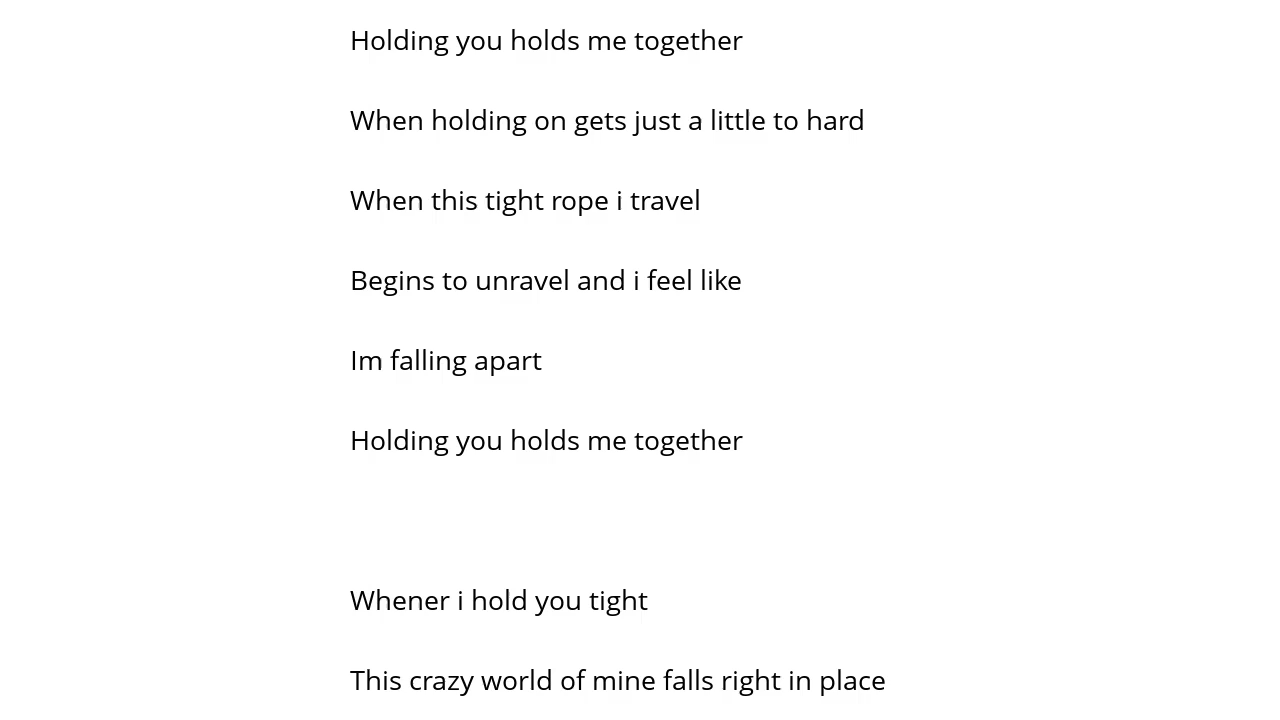 Holding you holds me together
When holding on gets just a little to hard
When this tight rope i travel
Begins to unravel and i feel like
Im falling apart
Holding you holds me together
Whener i hold you tight
This crazy world of mine falls right in place